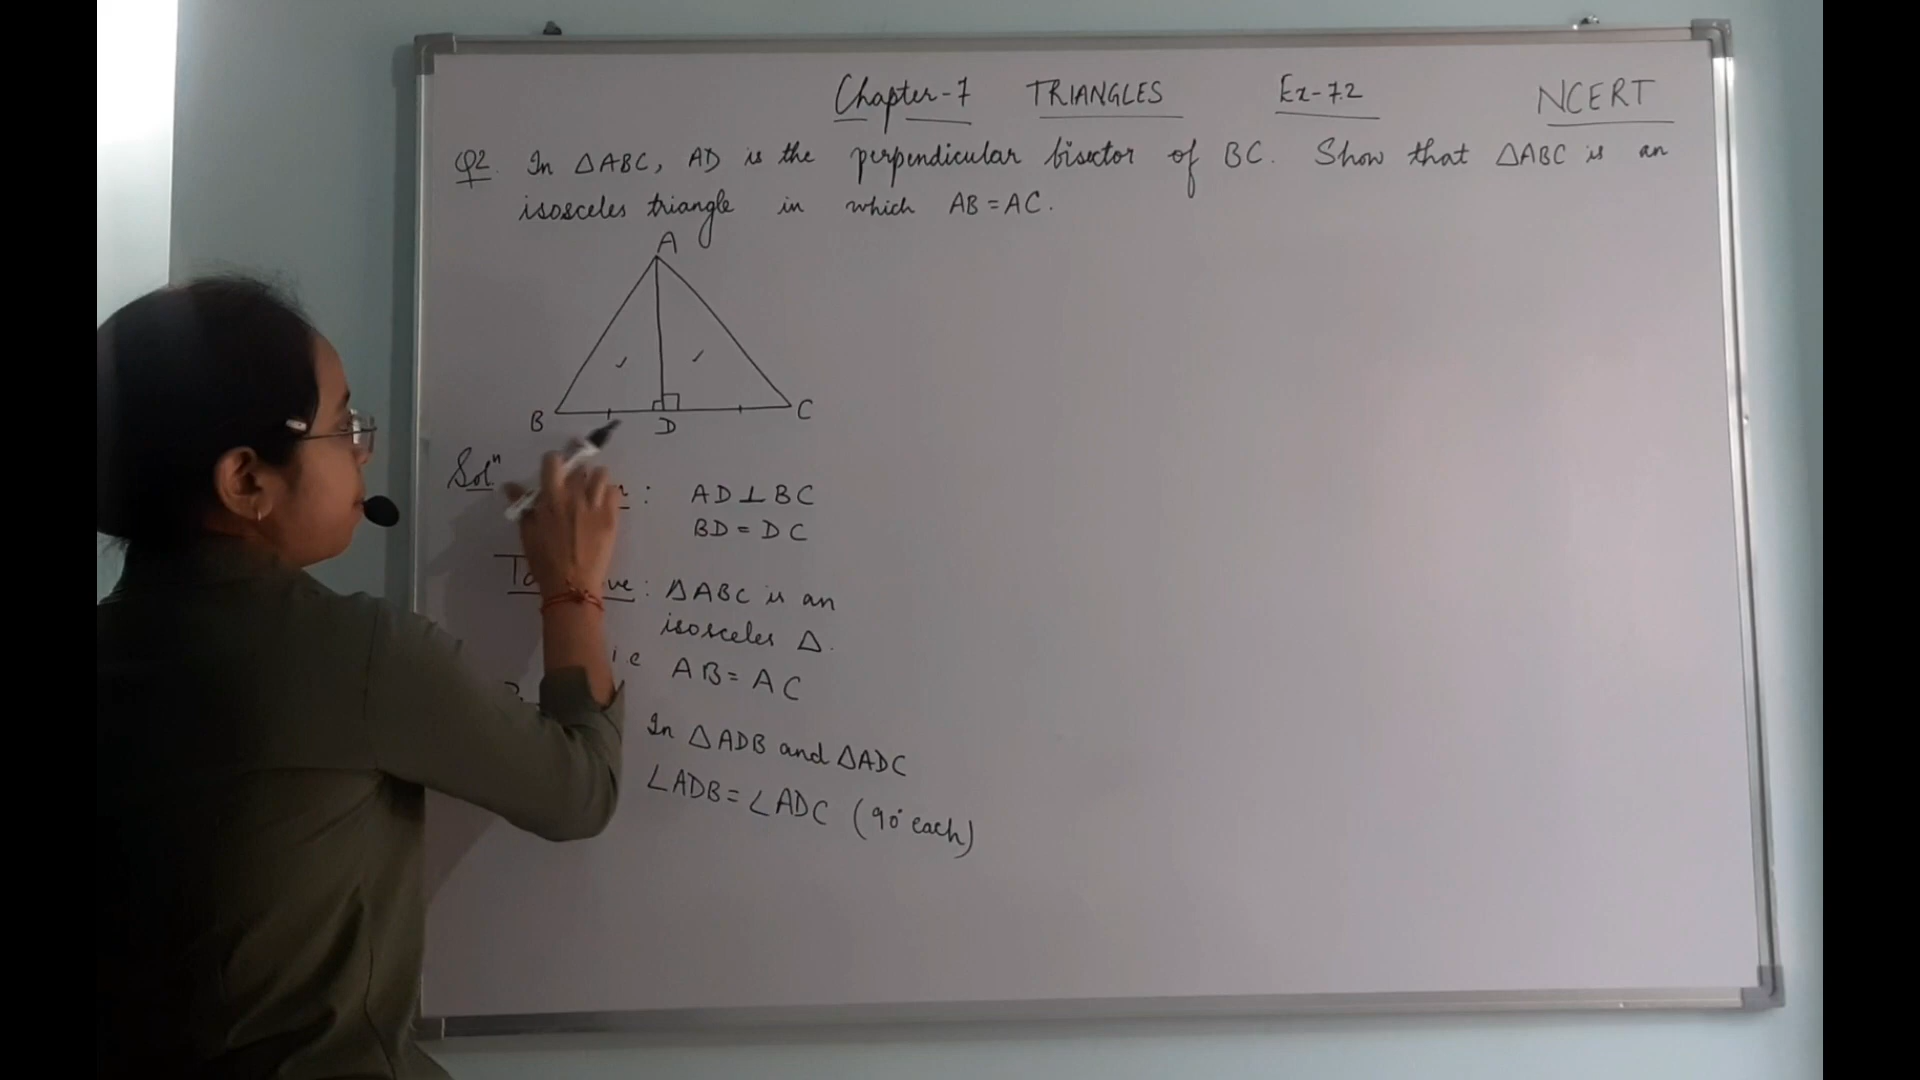 Chapter-7 TRIANGLES Ex-7.2 NCERT
Q2. In △ABC, AD is the perpendicular bisector of BC. Show that △ABC is an
isosceles triangle in which AB=AC.
A
B D C
Solⁿ
: AD⊥BC
BD=DC
: △ABC is an
isosceles △.
i.e AB=AC
In △ADB and △ADC
∠ADB=∠ADC (90° each)